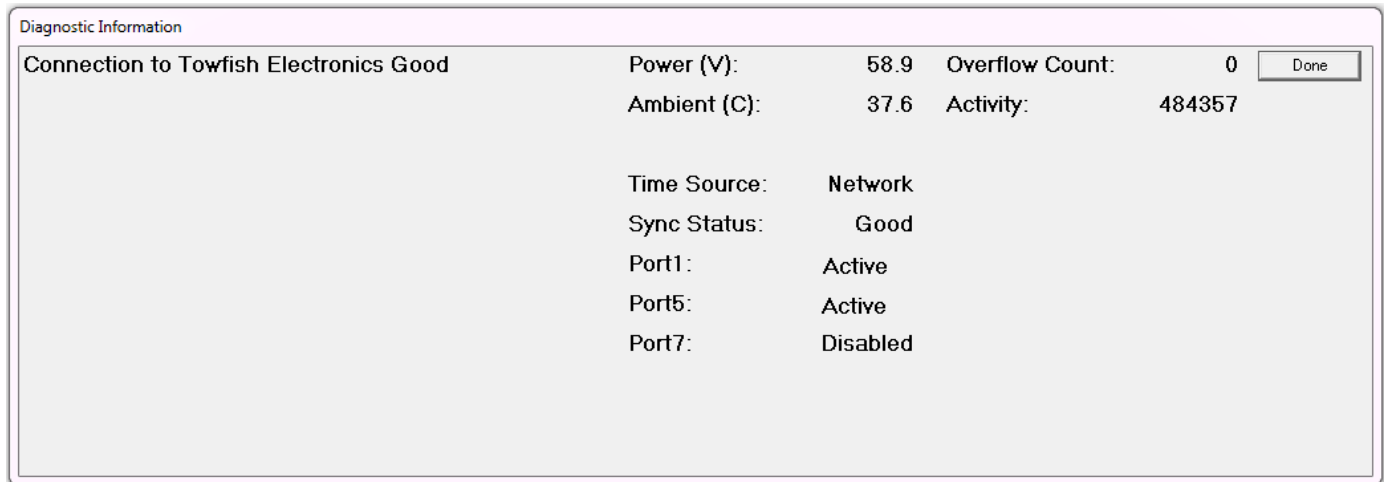 Diagnostic Information
Connection to Towfish Electronics Good Power (V): 58.9 Overflow Count: 0 Done
Ambient (C): 37.6 Activity: 484357
Time Source: Network
Sync Status: Good
Port1: Active
Port5: Active
Port7: Disabled